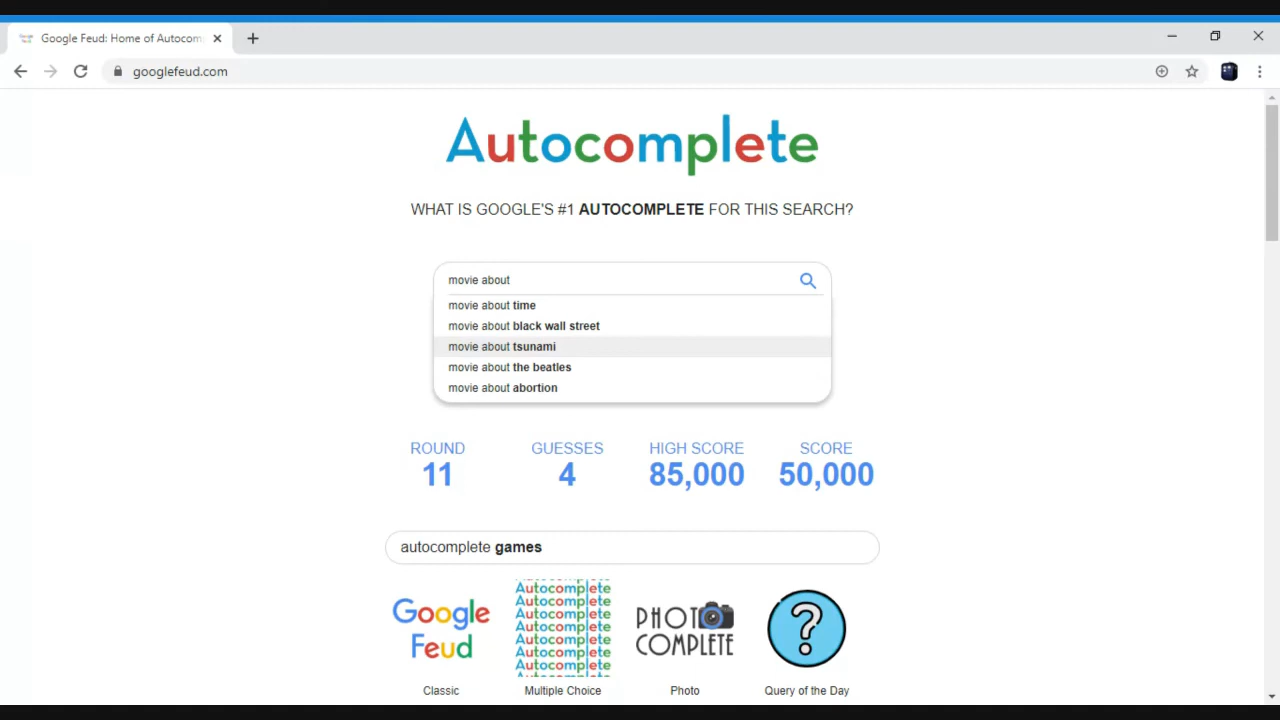 Google Feud: Home of Autocom
googlefeud.com
Autocomplete
WHAT IS GOOGLE'S #1 AUTOCOMPLETE FOR THIS SEARCH?
movie about
movie about time
movie about black wall street
movie about tsunami
movie about the beatles
movie about abortion
ROUND GUESSES HIGH SCORE SCORE
11 4 85,000 50,000
autocomplete games
Google Feud
Autocomplete
Autocomplete
Autocomplete
Autocomplete
Autocomplete
Autocomplete
Autocomplete
PHOTO COMPLETE
?
Classic Multiple Choice Photo Query of the Day